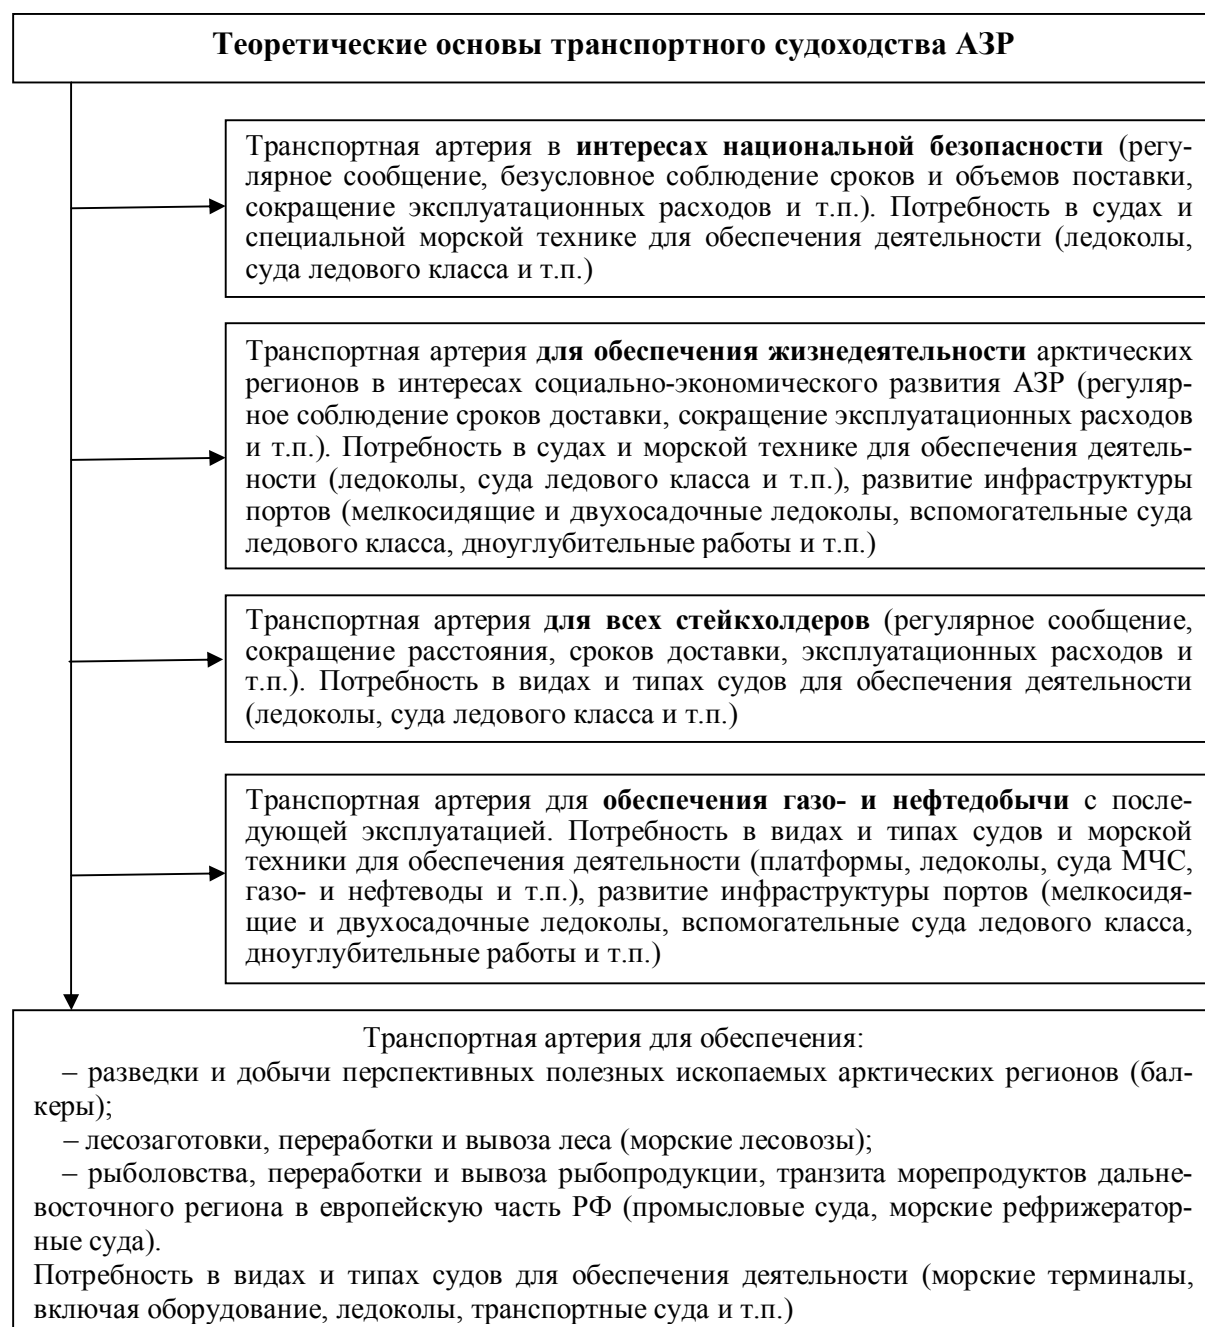 Теоретические основы транспортного судоходства АЗР
Транспортная артерия в интересах национальной безопасности (регу-
лярное сообщение, безусловное соблюдение сроков и объемов поставки,
сокращение эксплуатационных расходов и т.п.). Потребность в судах и
специальной морской технике для обеспечения деятельности (ледоколы,
суда ледового класса и т.п.)
Транспортная артерия для обеспечения жизнедеятельности арктических
регионов в интересах социально-экономического развития АЗР (регуляр-
ное соблюдение сроков доставки, сокращение эксплуатационных расходов
и т.п.). Потребность в судах и морской технике для обеспечения деятель-
ности (ледоколы, суда ледового класса и т.п.), развитие инфраструктуры
портов (мелкосидящие и двухосадочные ледоколы, вспомогательные суда
ледового класса, дноуглубительные работы и т.п.)
Транспортная артерия для всех стейкхолдеров (регулярное сообщение,
сокращение расстояния, сроков доставки, эксплуатационных расходов и
т.п.). Потребность в видах и типах судов для обеспечения деятельности
(ледоколы, суда ледового класса и т.п.)
Транспортная артерия для обеспечения газо- и нефтедобычи с после-
дующей эксплуатацией. Потребность в видах и типах судов и морской
техники для обеспечения деятельности (платформы, ледоколы, суда МЧС,
газо- и нефтеводы и т.п.), развитие инфраструктуры портов (мелкосидя-
щие и двухосадочные ледоколы, вспомогательные суда ледового класса,
дноуглубительные работы и т.п.)
Транспортная артерия для обеспечения:
– разведки и добычи перспективных полезных ископаемых арктических регионов (бал-
керы);
– лесозаготовки, переработки и вывоза леса (морские лесовозы);
– рыболовства, переработки и вывоза рыбопродукции, транзита морепродуктов дальне-
восточного региона в европейскую часть РФ (промысловые суда, морские рефрижератор-
ные суда).
Потребность в видах и типах судов для обеспечения деятельности (морские терминалы,
включая оборудование, ледоколы, транспортные суда и т.п.)